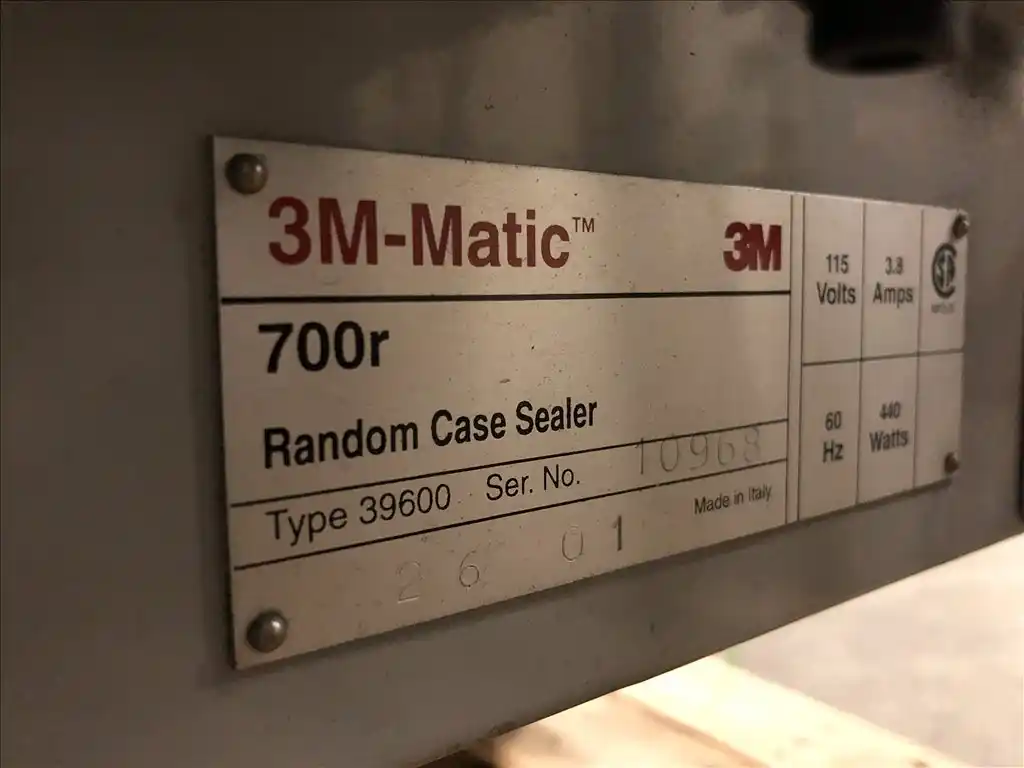 3M-Matic™ 3M
700r
Random Case Sealer
Type 39600 Ser. No. 10968
Made in Italy
26 01
115 Volts
3.8 Amps
60 Hz
440 Watts